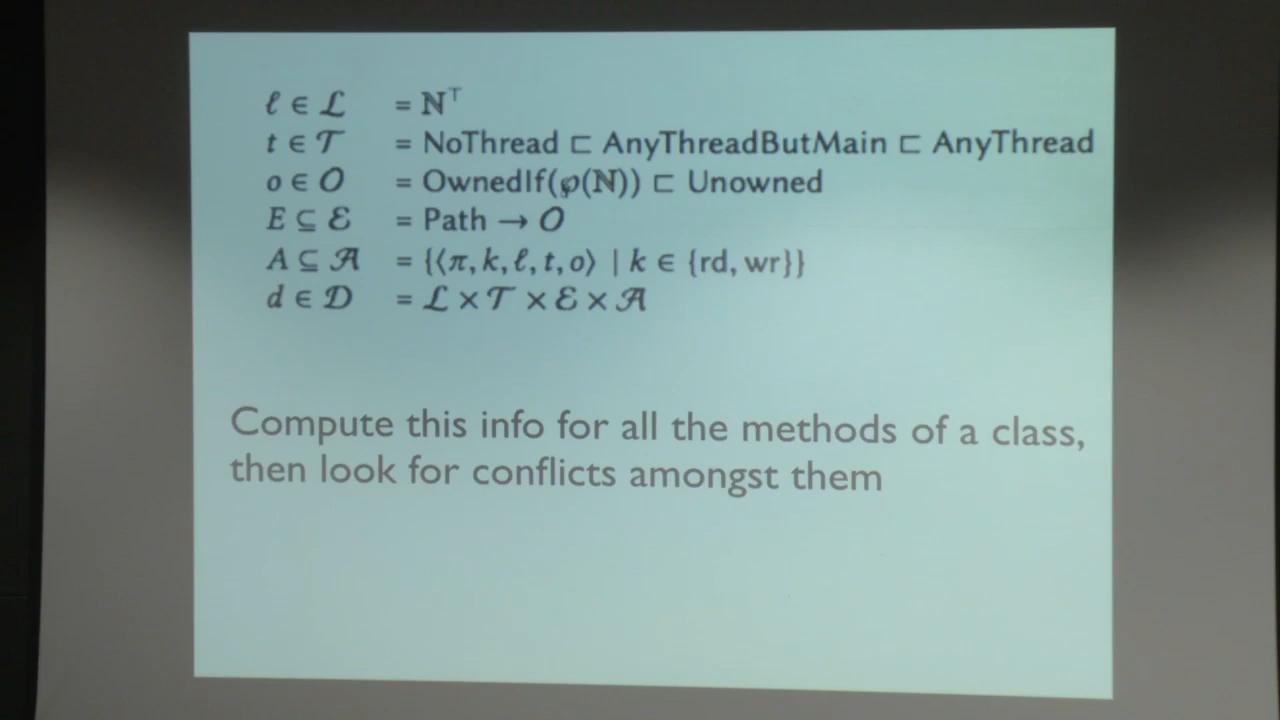 ℓ ∈ ℒ = ℕ⊤
t ∈ 𝒯 = NoThread ⊏ AnyThreadButMain ⊏ AnyThread
o ∈ O = OwnedIf(℘(ℕ)) ⊏ Unowned
E ⊆ ℰ = Path → O
A ⊆ 𝒜 = {⟨π, k, ℓ, t, o⟩ | k ∈ {rd, wr}}
d ∈ 𝒟 = ℒ × 𝒯 × ℰ × 𝒜
Compute this info for all the methods of a class,
then look for conflicts amongst them